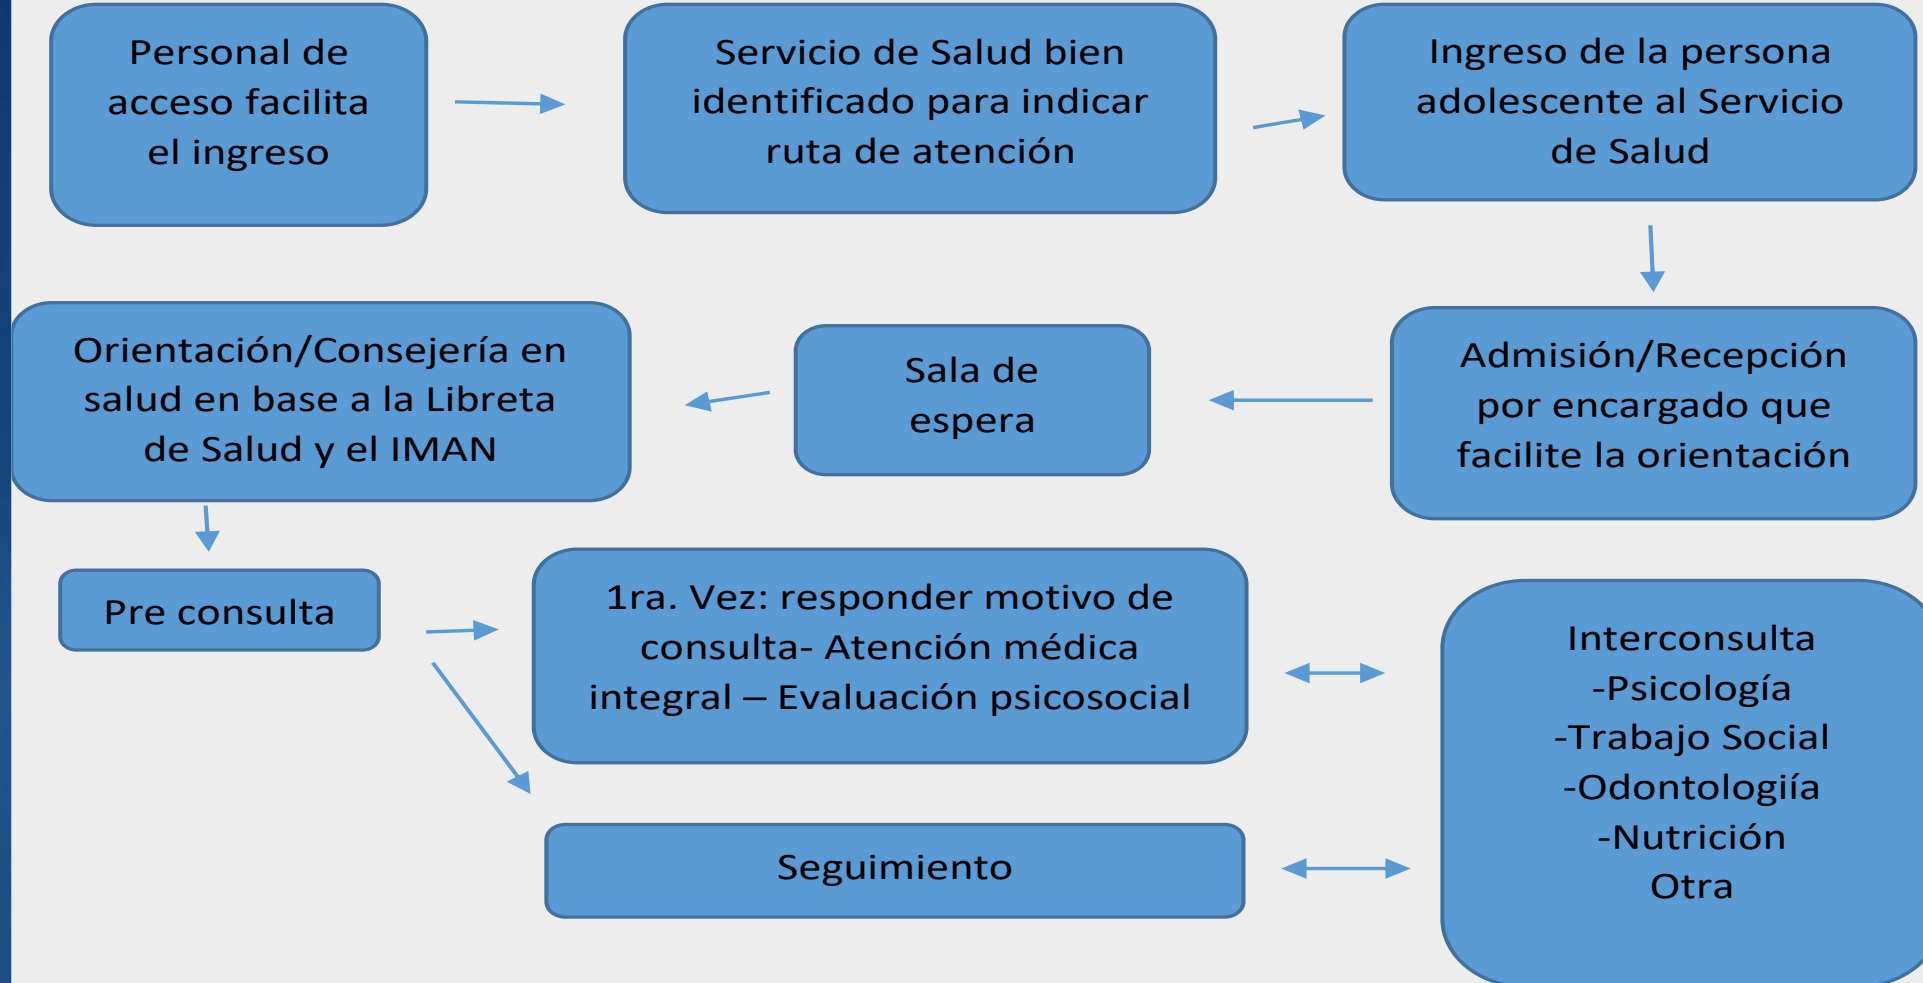 Personal de
acceso facilita
el ingreso
Servicio de Salud bien
identificado para indicar
ruta de atención
Ingreso de la persona
adolescente al Servicio
de Salud
Admisión/Recepción
por encargado que
facilite la orientación
Sala de
espera
Orientación/Consejería en
salud en base a la Libreta
de Salud y el IMAN
Pre consulta
1ra. Vez: responder motivo de
consulta- Atención médica
integral – Evaluación psicosocial
Seguimiento
Interconsulta
-Psicología
-Trabajo Social
-Odontologiía
-Nutrición
Otra